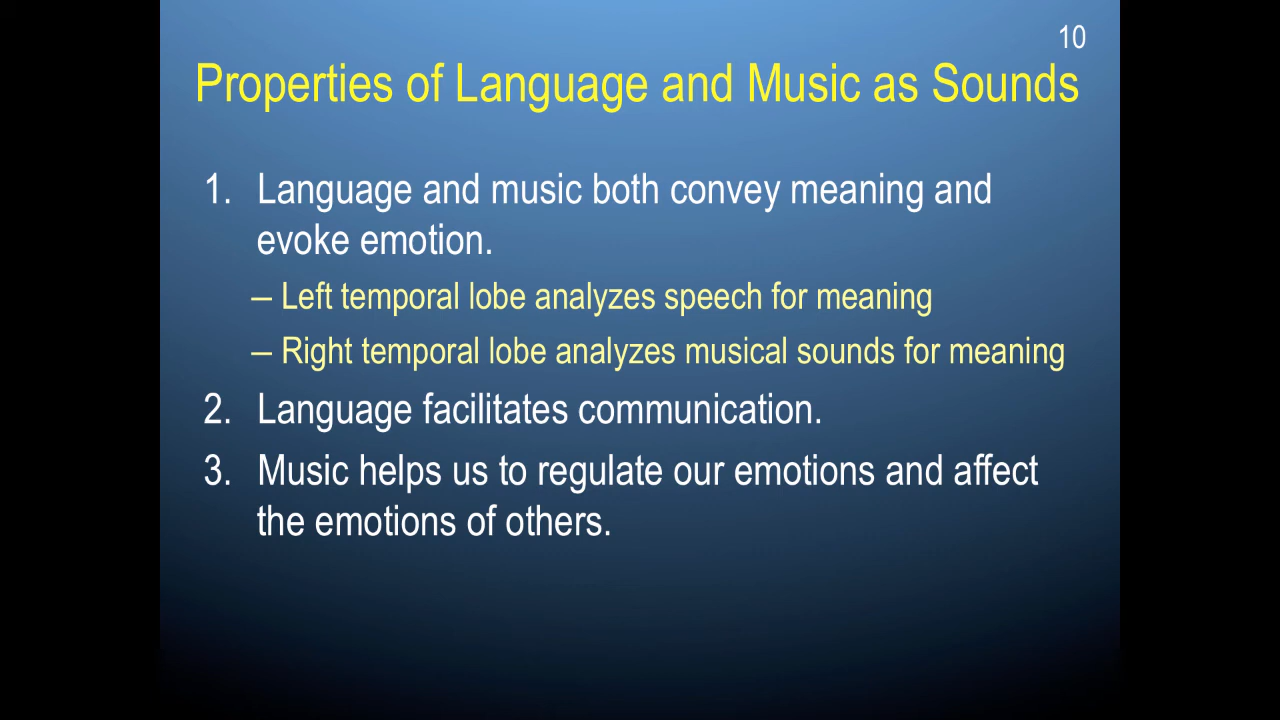 10
Properties of Language and Music as Sounds
1. Language and music both convey meaning and
evoke emotion.
– Left temporal lobe analyzes speech for meaning
– Right temporal lobe analyzes musical sounds for meaning
2. Language facilitates communication.
3. Music helps us to regulate our emotions and affect
the emotions of others.